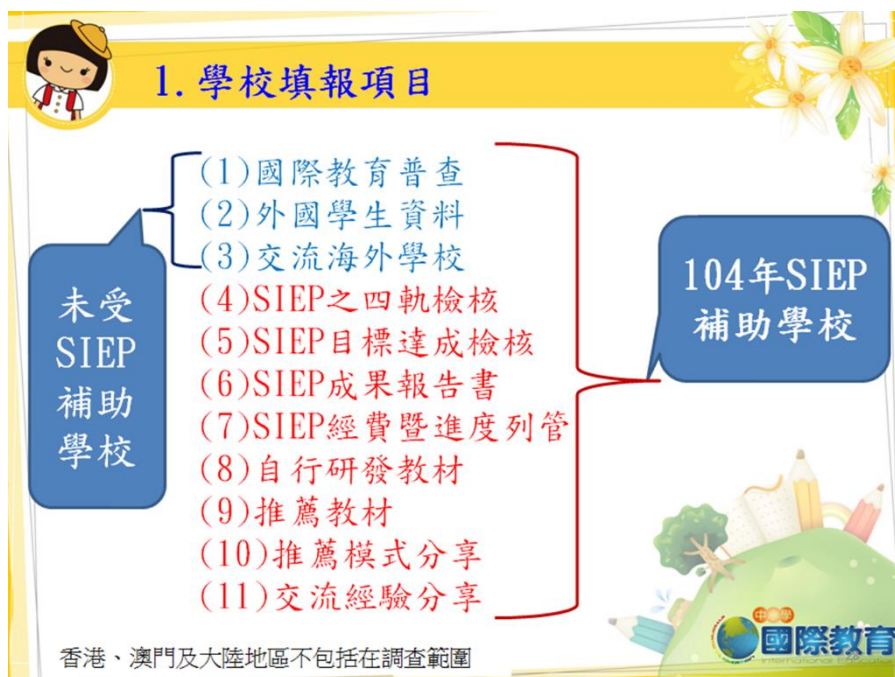 1.學校填報項目
(1)國際教育普查
(2)外國學生資料
(3)交流海外學校
(4)SIEP之四軌檢核
(5)SIEP目標達成檢核
(6)SIEP成果報告書
(7)SIEP經費暨進度列管
(8)自行研發教材
(9)推薦教材
(10)推薦模式分享
(11)交流經驗分享
未受
SIEP
補助
學校
104年SIEP
補助學校
香港、澳門及大陸地區不包括在調查範圍
國際教育